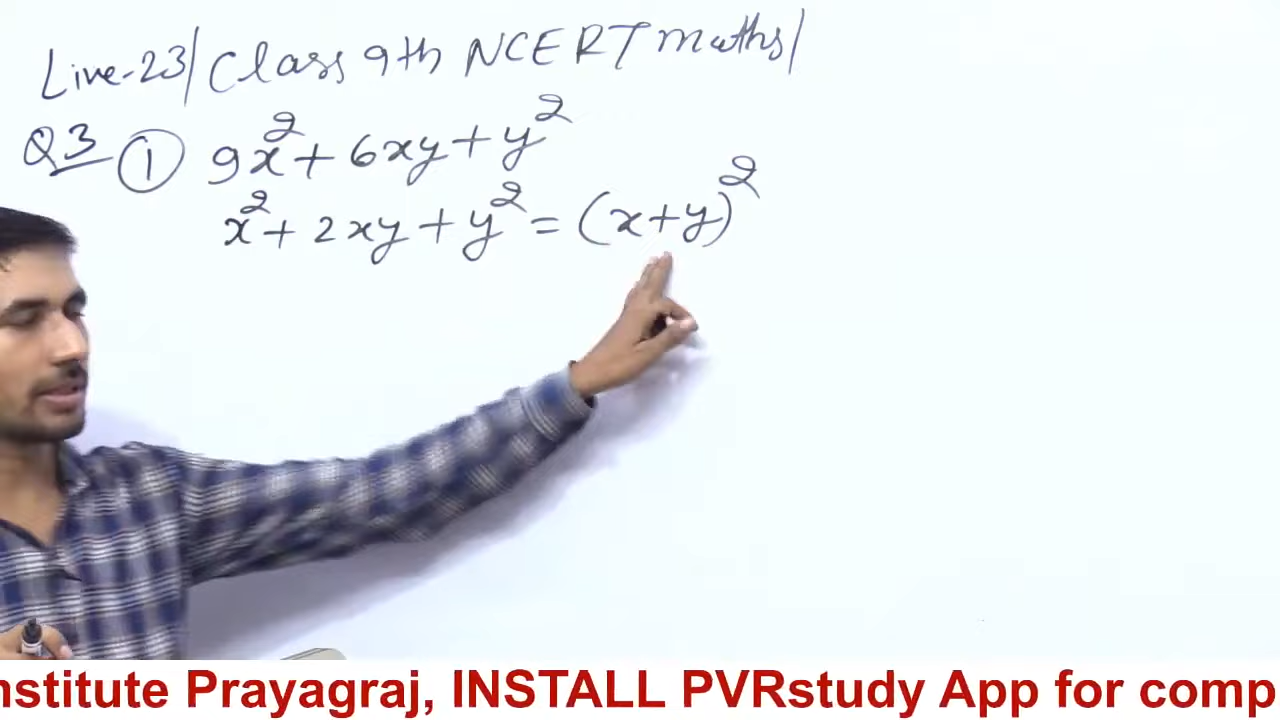 Live-23/ Class 9th NCERT maths/
Q3 ① 9x² + 6xy + y²
x² + 2xy + y² = (x+y)²
nstitute Prayagraj, INSTALL PVRstudy App for comp